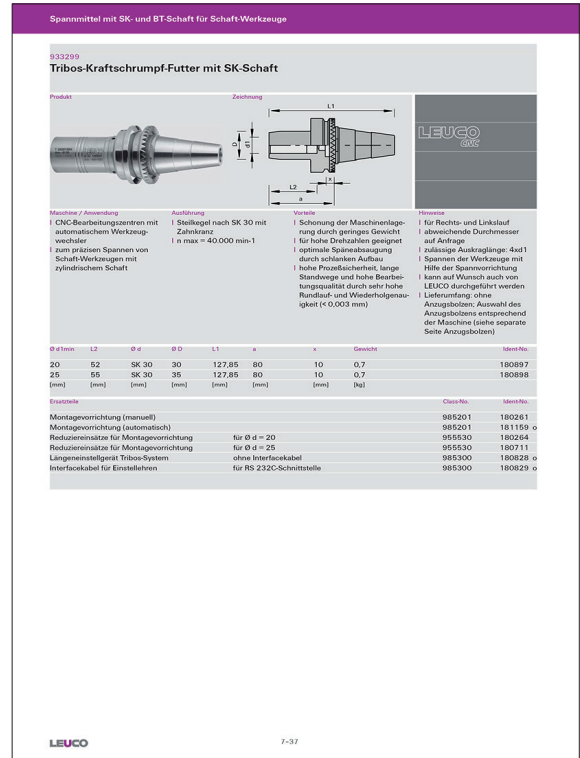 Spannmittel mit SK- und BT-Schaft für Schaft-Werkzeuge
933299
Tribos-Kraftschrumpf-Futter mit SK-Schaft
Produkt
Zeichnung
L1
D
d1
x
L2
a
LEUCO
CNC
Maschine / Anwendung
CNC-Bearbeitungszentren mit
automatischem Werkzeug-
wechsler
zum präzisen Spannen von
Schaft-Werkzeugen mit
zylindrischem Schaft
Ausführung
Steilkegel nach SK 30 mit
Zahnkranz
n max = 40.000 min-1
Vorteile
Schonung der Maschinenlage-
rung durch geringes Gewicht
für hohe Drehzahlen geeignet
optimale Späneabsaugung
durch schlanken Aufbau
hohe Prozeßsicherheit, lange
Standwege und hohe Bearbei-
tungsqualität durch sehr hohe
Rundlauf- und Wiederholgenau-
igkeit (< 0,003 mm)
Hinweise
für Rechts- und Linkslauf
abweichende Durchmesser
auf Anfrage
zulässige Auskraglänge: 4xd1
Spannen der Werkzeuge mit
Hilfe der Spannvorrichtung
kann auf Wunsch auch von
LEUCO durchgeführt werden
Lieferumfang: ohne
Anzugsbolzen; Auswahl des
Anzugsbolzens entsprechend
der Maschine (siehe separate
Seite Anzugsbolzen)
Ø d1min L2 Ø d Ø D L1 a x Gewicht Ident-No.
20 52 SK 30 30 127,85 80 10 0,7 180897
25 55 SK 30 35 127,85 80 10 0,7 180898
[mm] [mm] [mm] [mm] [mm] [mm] [mm] [kg]
Ersatzteile Class-No. Ident-No.
Montagevorrichtung (manuell) 985201 180261
Montagevorrichtung (automatisch) 985201 181159 o
Reduziereinsätze für Montagevorrichtung für Ø d = 20 955530 180264
Reduziereinsätze für Montagevorrichtung für Ø d = 25 955530 180711
Längeneinstellgerät Tribos-System ohne Interfacekabel 985300 180828 o
Interfacekabel für Einstellehren für RS 232C-Schnittstelle 985300 180829 o
LEUCO
7–37